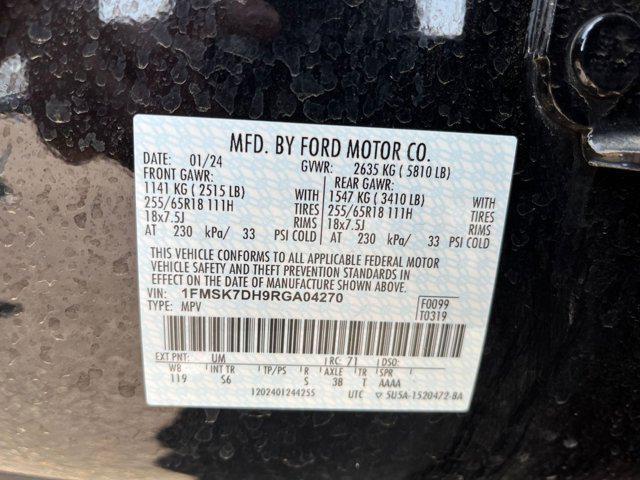 MFD. BY FORD MOTOR CO.
DATE: 01/24 GVWR: 2635 KG ( 5810 LB)
FRONT GAWR: REAR GAWR:
1141 KG ( 2515 LB) WITH 1547 KG ( 3410 LB) WITH
255/65R18 111H TIRES 255/65R18 111H TIRES
18x7.5J RIMS 18x7.5J RIMS
AT 230 kPa/ 33 PSI COLD AT 230 kPa/ 33 PSI COLD
THIS VEHICLE CONFORMS TO ALL APPLICABLE FEDERAL MOTOR
VEHICLE SAFETY AND THEFT PREVENTION STANDARDS IN
EFFECT ON THE DATE OF MANUFACTURE SHOWN ABOVE.
VIN: 1FMSK7DH9RGA04270 F0099
TYPE: MPV T0319
EXT PNT: UM RC: 71 DSO:
WB INT TR TP/PS R AXLE TR SPR
119 S6 S 3B T AAAA
1202401244255 UTC 5U5A-1520472-BA